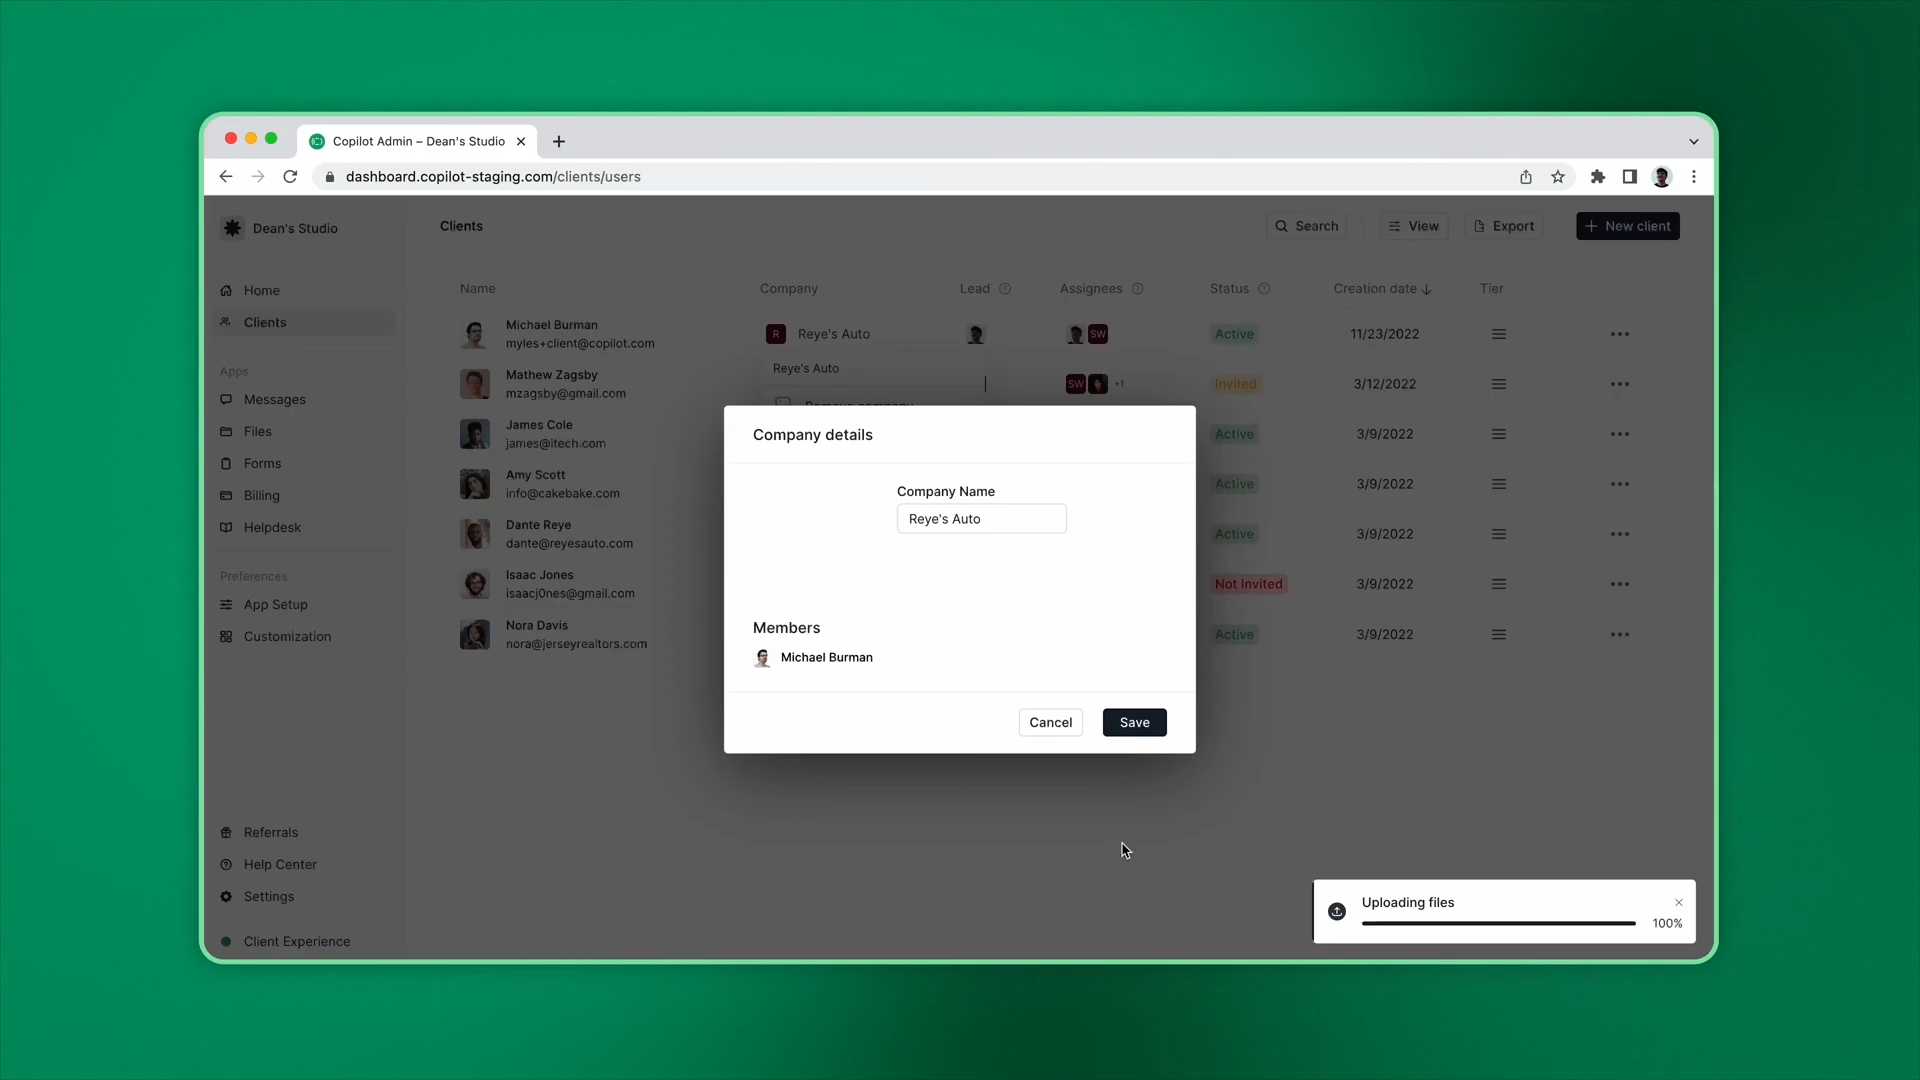 Copilot Admin – Dean's Studio
dashboard.copilot-staging.com/clients/users
Dean's Studio
Clients
Search
View
Export
New client
Home
Clients
Apps
Messages
Files
Forms
Billing
Helpdesk
Preferences
App Setup
Customization
Referrals
Help Center
Settings
Client Experience
Name Company Lead Assignees Status Creation date Tier
Michael Burman
myles+client@copilot.com
R Reye's Auto SW Active 11/23/2022
Reye's Auto
Remove company
Mathew Zagsby
mzagsby@gmail.com
SW +1 Invited 3/12/2022
James Cole
james@itech.com
Active 3/9/2022
Amy Scott
info@cakebake.com
Active 3/9/2022
Dante Reye
dante@reyesauto.com
Active 3/9/2022
Isaac Jones
isaacj0nes@gmail.com
Not Invited 3/9/2022
Nora Davis
nora@jerseyrealtors.com
Active 3/9/2022
Company details
Company Name
Reye's Auto
Members
Michael Burman
Cancel Save
Uploading files
100%